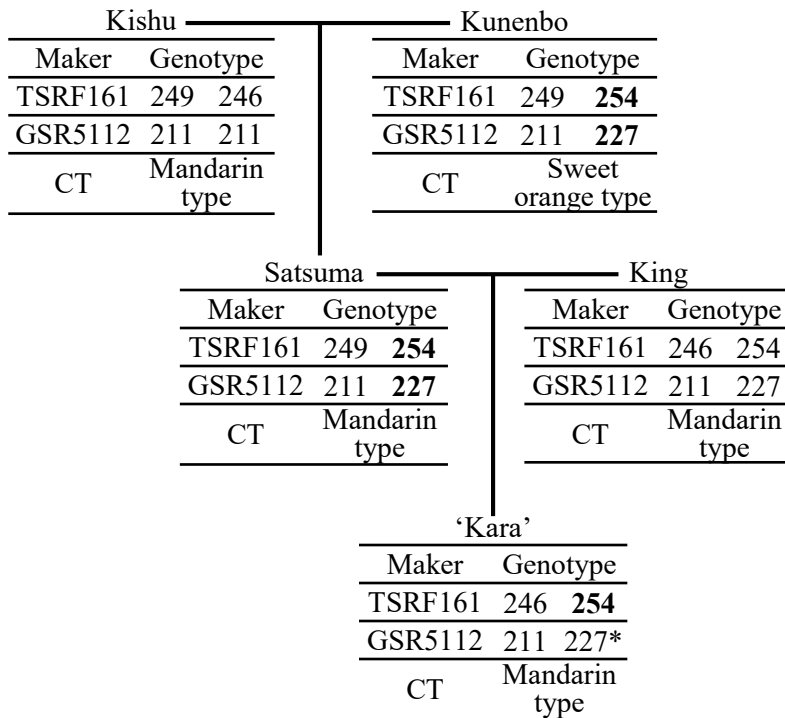 Kishu
Kunenbo
Maker Genotype
TSRF161 249 246
GSR5112 211 211
CT Mandarin
type
Maker Genotype
TSRF161 249 254
GSR5112 211 227
CT Sweet
orange type
Satsuma
King
Maker Genotype
TSRF161 249 254
GSR5112 211 227
CT Mandarin
type
Maker Genotype
TSRF161 246 254
GSR5112 211 227
CT Mandarin
type
‘Kara’
Maker Genotype
TSRF161 246 254
GSR5112 211 227*
CT Mandarin
type